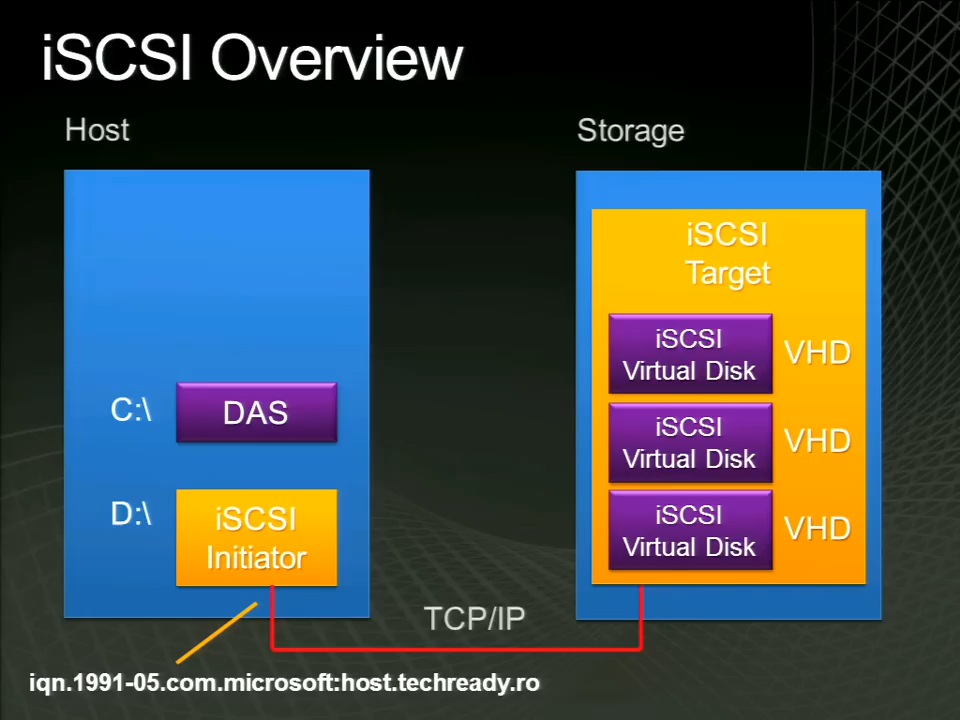 iSCSI Overview
Host
Storage
iSCSI
Target
iSCSI
Virtual Disk
VHD
C:\
DAS
iSCSI
Virtual Disk
VHD
D:\
iSCSI
Initiator
iSCSI
Virtual Disk
VHD
TCP/IP
iqn.1991-05.com.microsoft:host.techready.ro